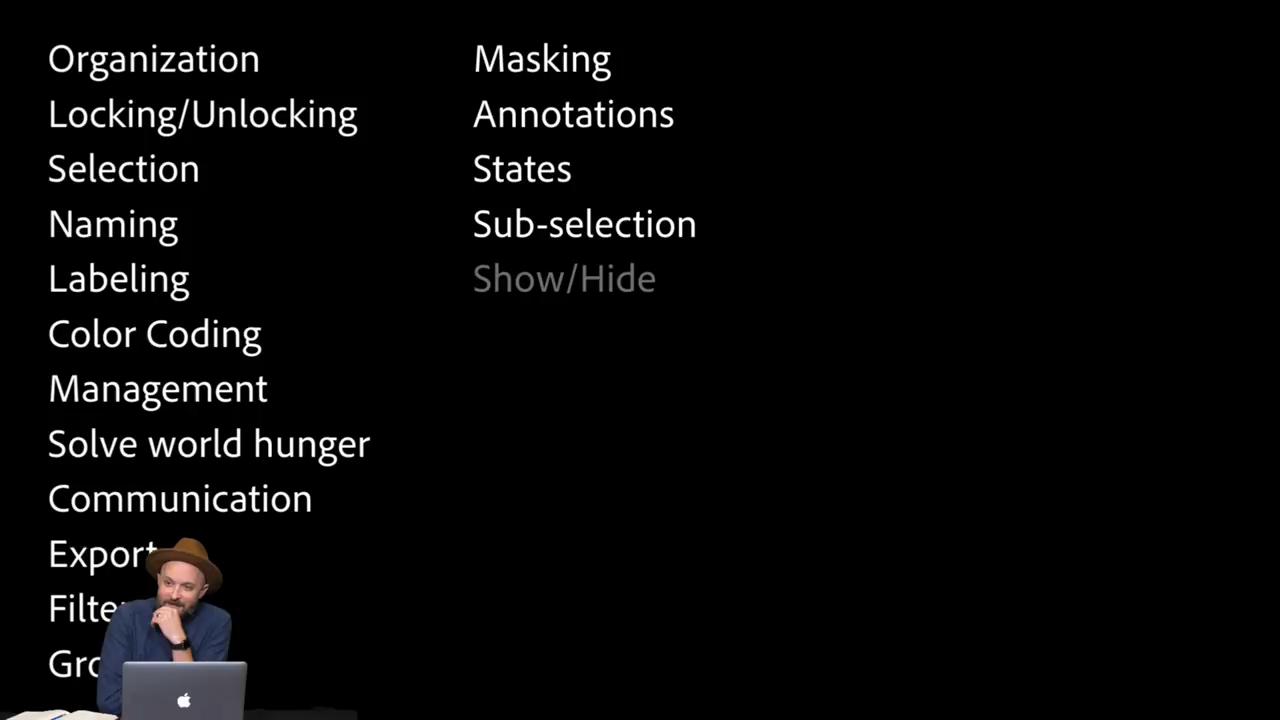 Organization
Locking/Unlocking
Selection
Naming
Labeling
Color Coding
Management
Solve world hunger
Communication
Masking
Annotations
States
Sub-selection
Show/Hide